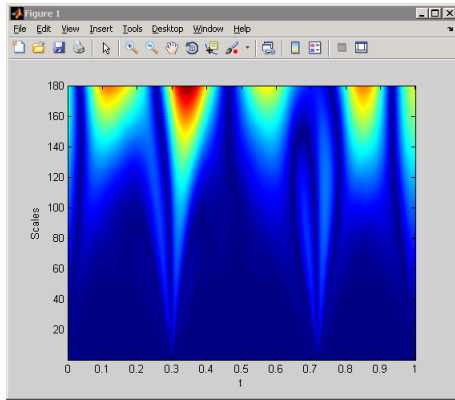 Figure 1
File Edit View Insert Tools Desktop Window Help
180
160
140
120
100
80
60
40
20
Scales
0 0.1 0.2 0.3 0.4 0.5 0.6 0.7 0.8 0.9 1
t